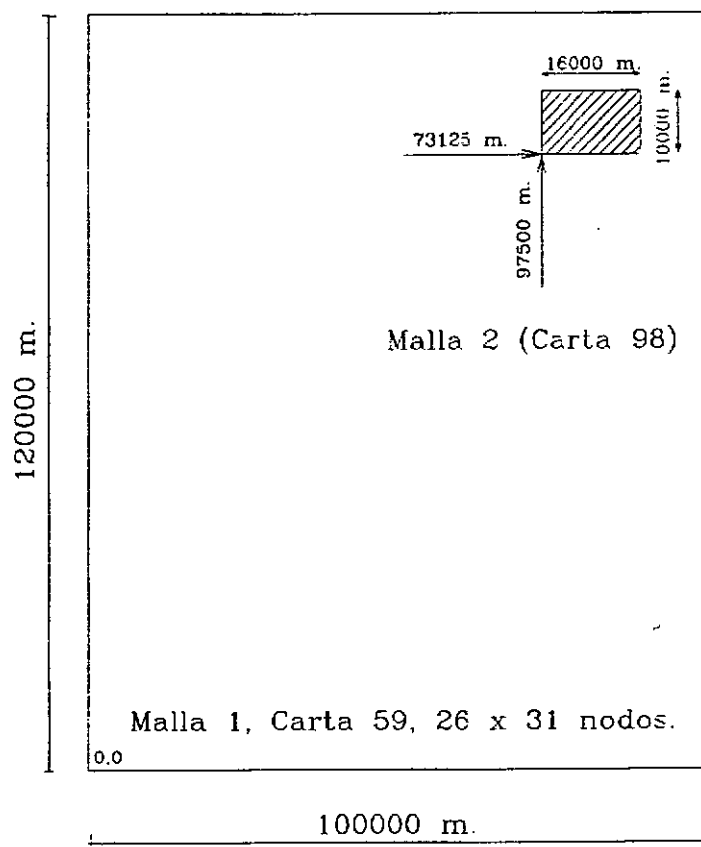 16000 m.
10000 m.
73125 m.
97500 m.
Malla 2 (Carta 98)
120000 m.
Malla 1, Carta 59, 26 x 31 nodos.
0.0
100000 m.